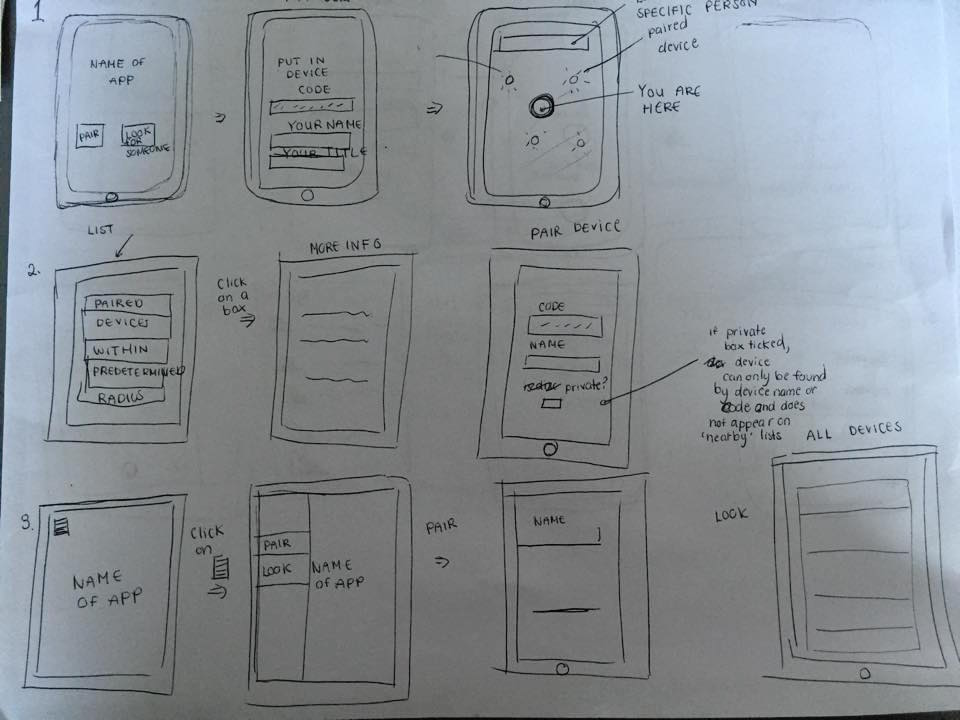 1
NAME OF
APP
PAIR
LOOK
FOR
SOMEONE
PUT IN
DEVICE
CODE
YOUR NAME
YOUR TITLE
SPECIFIC PERSON
paired
device
YOU ARE
HERE
2.
LIST
PAIRED
DEVICES
WITHIN
PREDETERMINED
RADIUS
CLICK
on a
box
MORE INFO
PAIR DEVICE
CODE
NAME
private?
if private
box ticked,
device
can only be found
by device name or
code and does
not appear on
'nearby' lists
3.
NAME
OF APP
CLICK
on
PAIR
LOOK
NAME
OF APP
PAIR
NAME
LOOK
ALL DEVICES